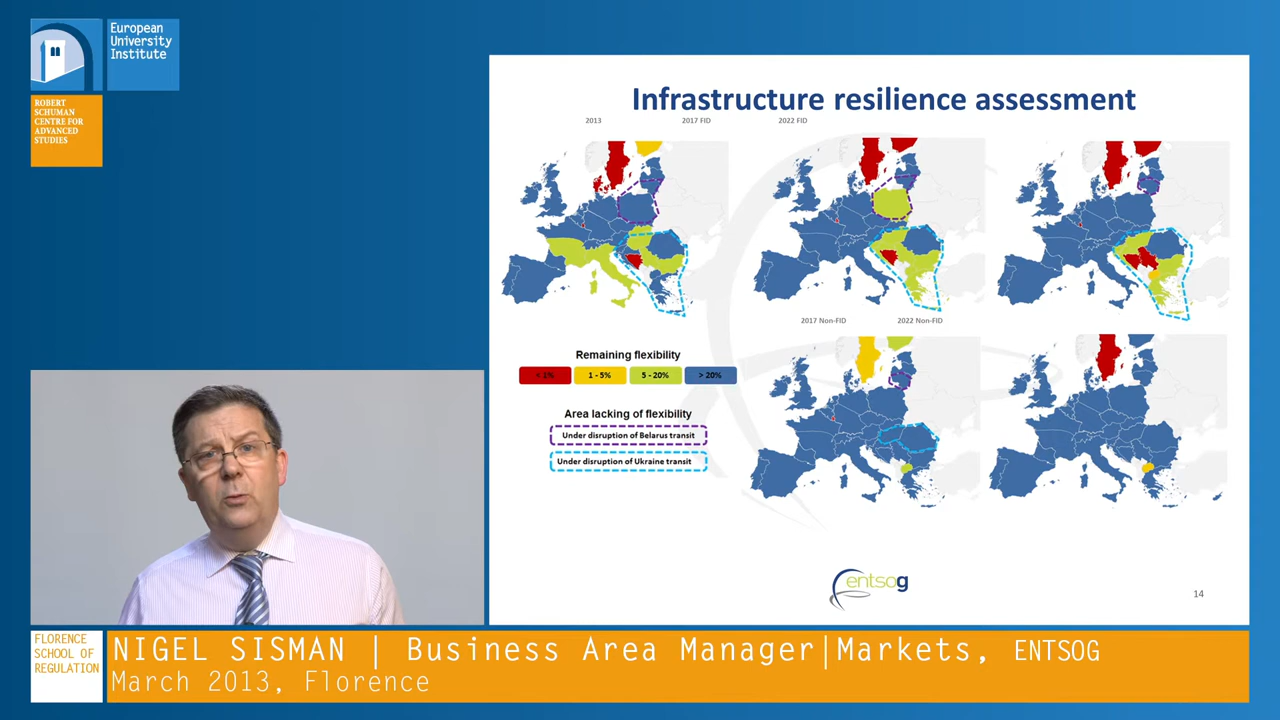 European
University
Institute
ROBERT
SCHUMAN
CENTRE FOR
ADVANCED
STUDIES
Infrastructure resilience assessment
2013
2017 FID
2022 FID
2017 Non-FID
2022 Non-FID
Remaining flexibility
< 1%
1 - 5%
5 - 20%
> 20%
Area lacking of flexibility
Under disruption of Belarus transit
Under disruption of Ukraine transit
entsog
14
FLORENCE
SCHOOL OF
REGULATION
NIGEL SISMAN | Business Area Manager|Markets, ENTSOG
March 2013, Florence